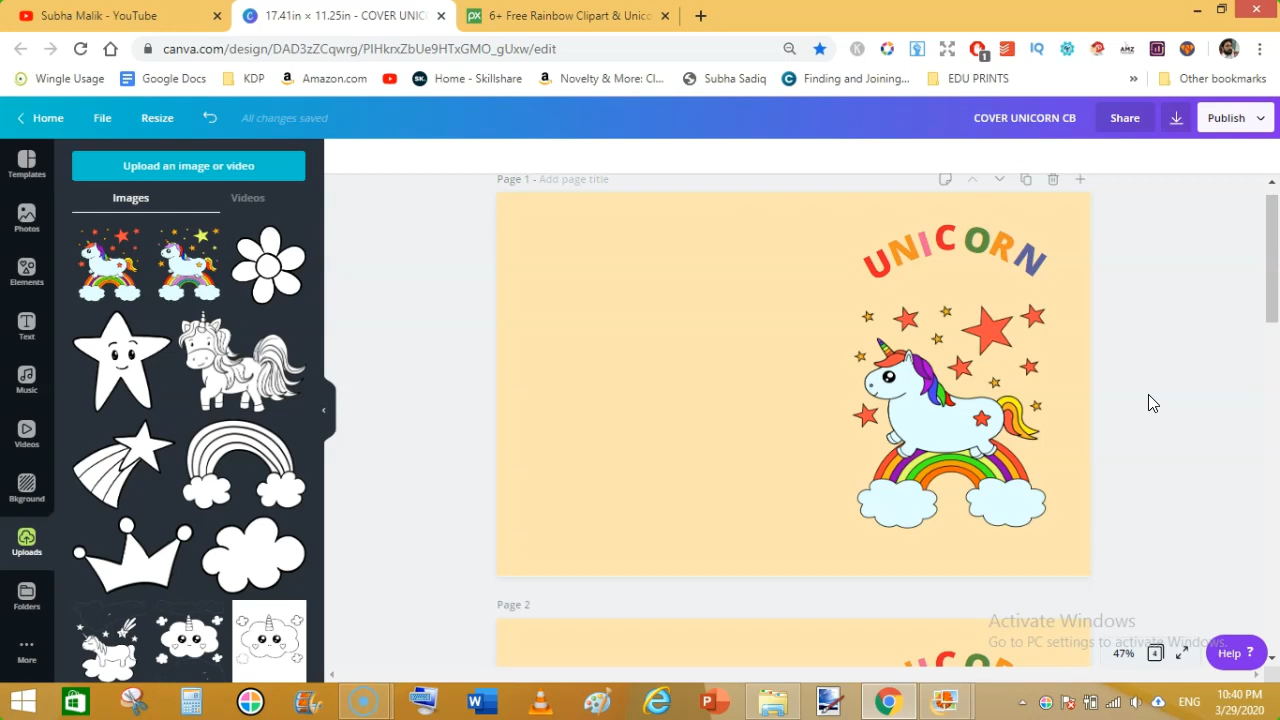 Subha Malik - YouTube
17.41in × 11.25in - COVER UNICO
6+ Free Rainbow Clipart & Unico
canva.com/design/DAD3zZCqwrg/PIHkrxZbUe9HTxGMO_gUxw/edit
Wingle Usage
Google Docs
KDP
Amazon.com
Home - Skillshare
Novelty & More: Cl...
Subha Sadiq
Finding and Joining...
EDU PRINTS
»
Other bookmarks
Home
File
Resize
All changes saved
COVER UNICORN CB
Share
Publish
Templates
Photos
Elements
Text
Music
Videos
Bkground
Uploads
Folders
More
Upload an image or video
Images
Videos
Page 1 - Add page title
UNICORN
Page 2
UNICORN
Activate Windows
Go to PC settings to activate Windows.
47%
4
Help ?
ENG
10:40 PM
3/29/2020